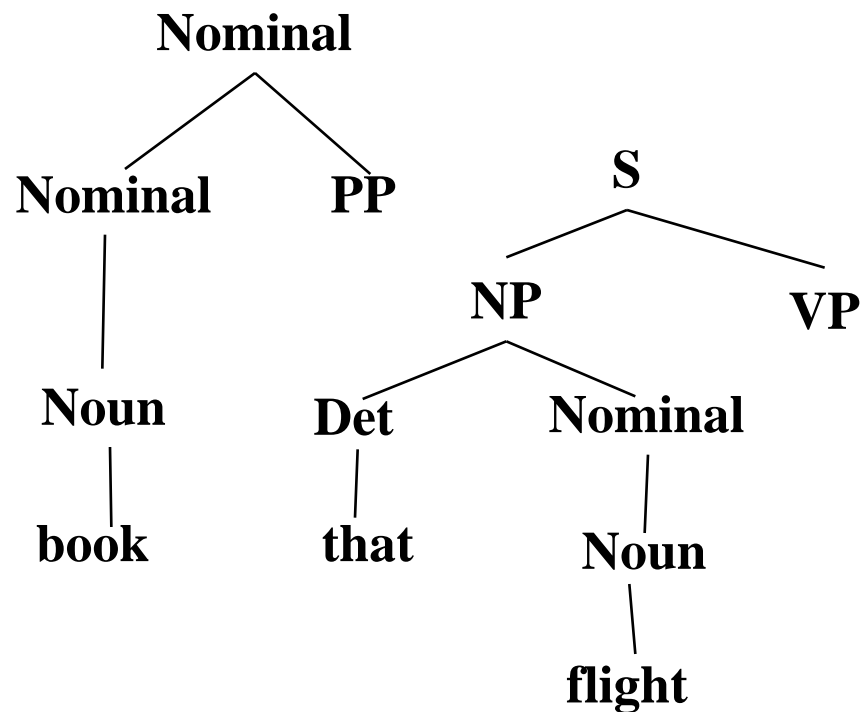 Nominal
S
Nominal PP
NP VP
Noun Det Nominal
book that Noun
flight